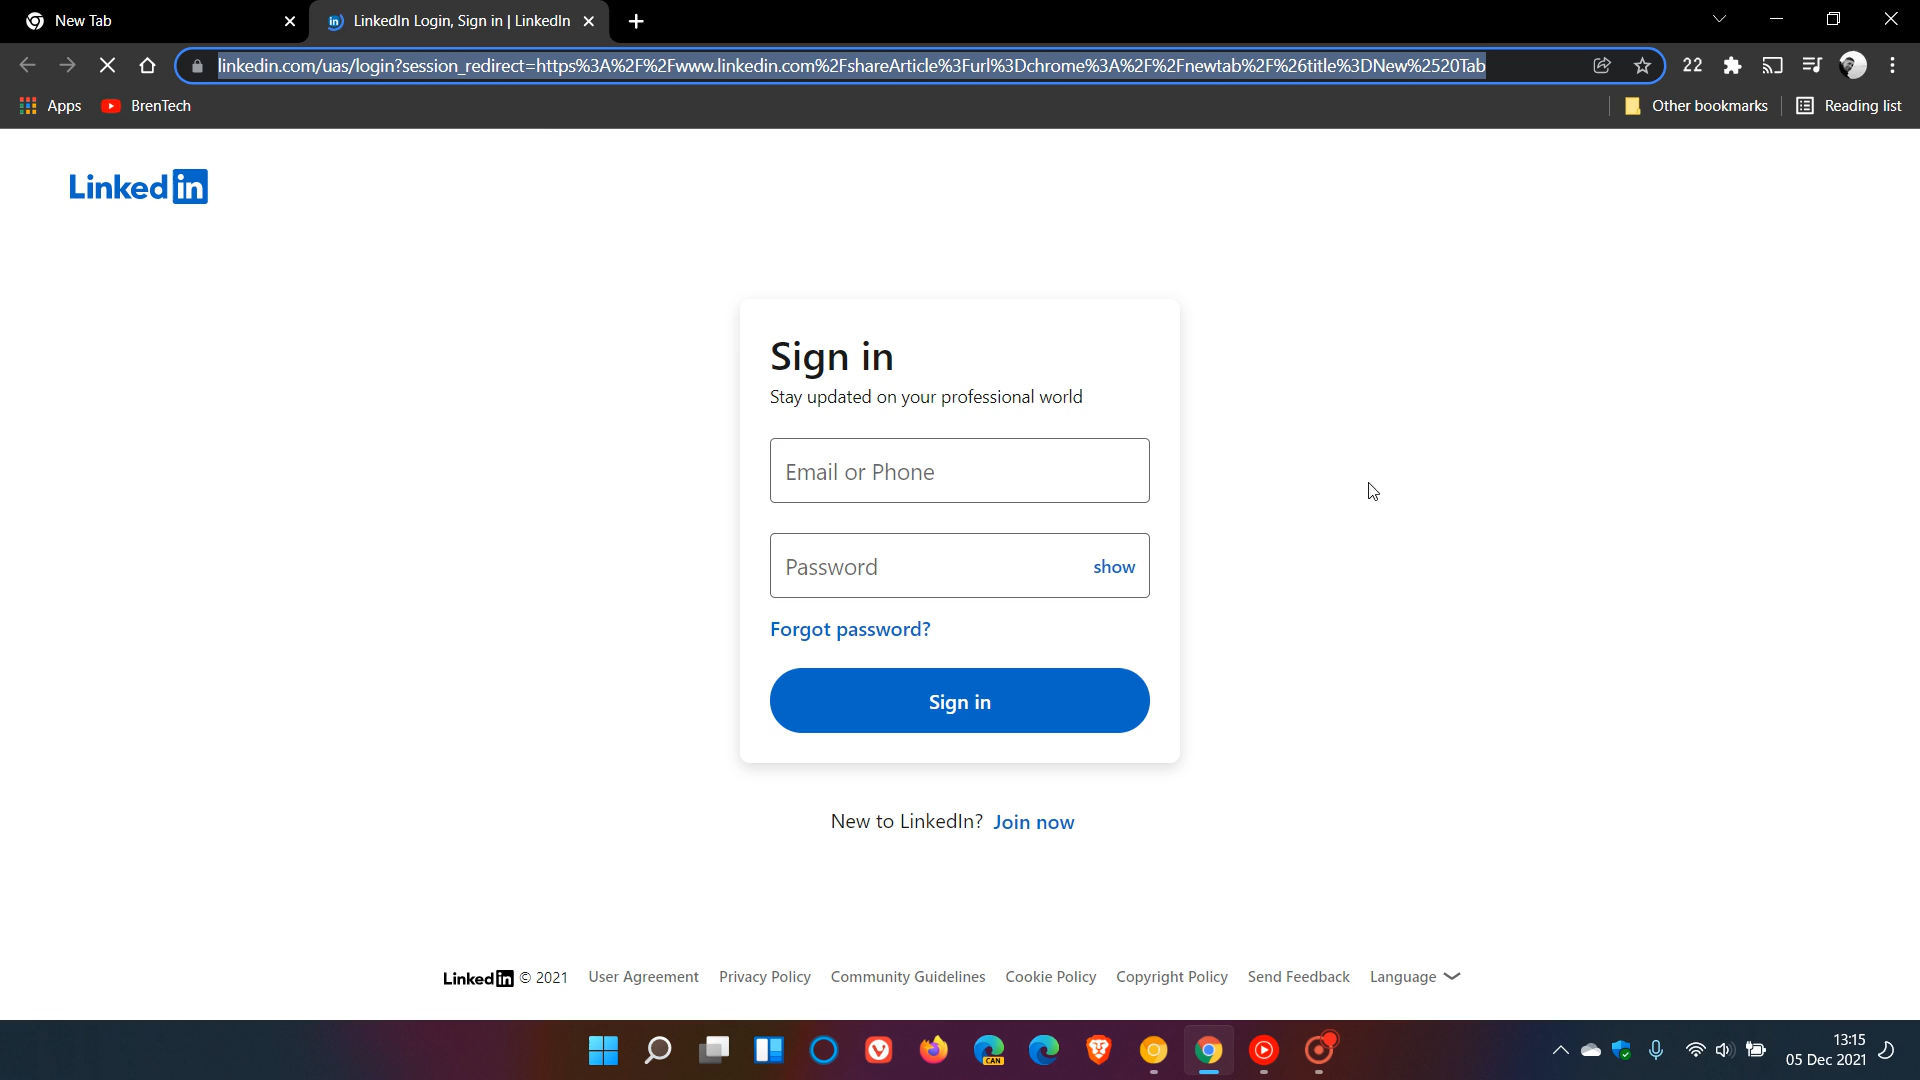 New Tab
LinkedIn Login, Sign in | LinkedIn
linkedin.com/uas/login?session_redirect=https%3A%2F%2Fwww.linkedin.com%2FshareArticle%3Furl%3Dchrome%3A%2F%2Fnewtab%2F%26title%3DNew%2520Tab
22
Apps
BrenTech
Other bookmarks
Reading list
Linked in
Sign in
Stay updated on your professional world
Email or Phone
Password
show
Forgot password?
Sign in
New to LinkedIn? Join now
Linked in © 2021 User Agreement Privacy Policy Community Guidelines Cookie Policy Copyright Policy Send Feedback Language
CAN
13:15
05 Dec 2021